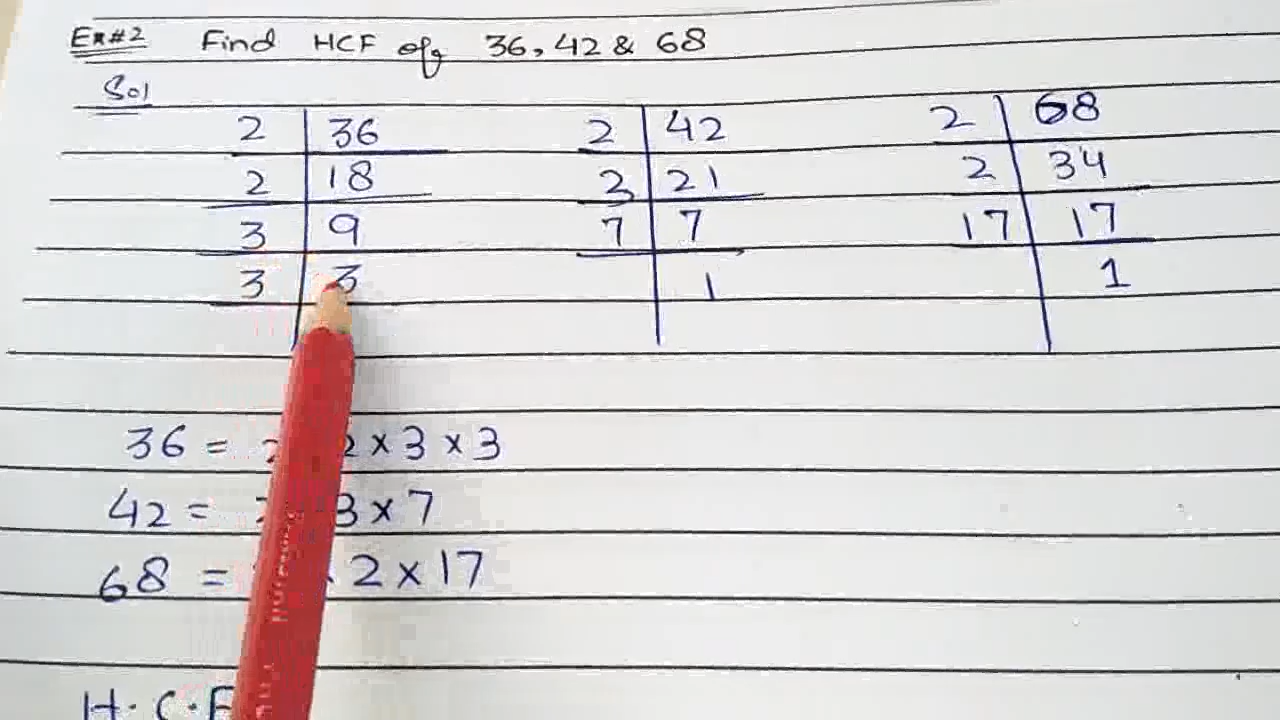 Ex#2 Find HCF of 36, 42 & 68
Sol
2 36 2 42 2 68
2 18 3 21 2 34
3 9 7 7 17 17
3 3 1 1
36 = 2 × 3 × 3
42 = 3 × 7
68 = 2 × 17
H.C.F